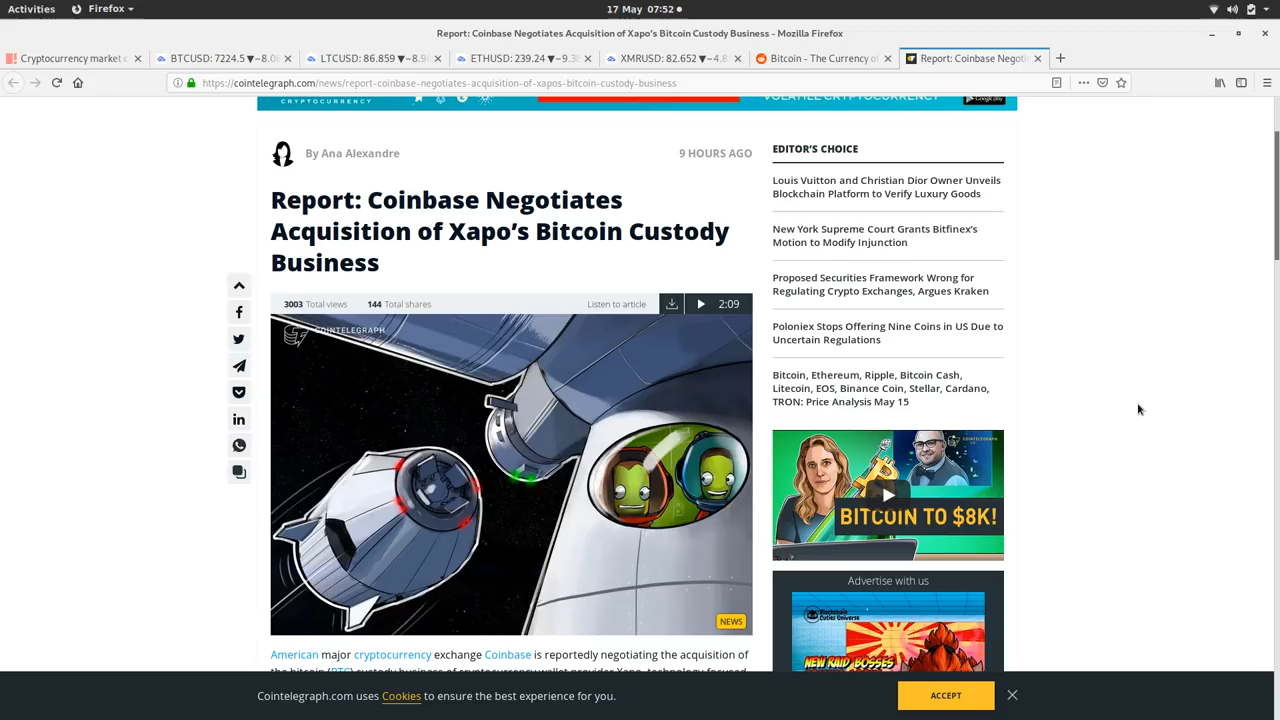 Activities
Firefox
17 May 07:52
Report: Coinbase Negotiates Acquisition of Xapo's Bitcoin Custody Business - Mozilla Firefox
Cryptocurrency market c
BTCUSD: 7224.5 ▼−8.0
LTCUSD: 86.859 ▼−8.9
ETHUSD: 239.24 ▼−9.3
XMRUSD: 82.652 ▼−4.8
Bitcoin - The Currency of
Report: Coinbase Negoti
https://cointelegraph.com/news/report-coinbase-negotiates-acquisition-of-xapos-bitcoin-custody-business
CRYPTOCURRENCY
VOLATILE CRYPTOCURRENCY
Google play
By Ana Alexandre
9 HOURS AGO
Report: Coinbase Negotiates
Acquisition of Xapo’s Bitcoin Custody
Business
3003 Total views
144 Total shares
Listen to article
2:09
COINTELEGRAPH
NEWS
American major cryptocurrency exchange Coinbase is reportedly negotiating the acquisition of
the bitcoin (BTC) custody business of cryptocurrency wallet provider Xapo, technology-focused
EDITOR’S CHOICE
Louis Vuitton and Christian Dior Owner Unveils
Blockchain Platform to Verify Luxury Goods
New York Supreme Court Grants Bitfinex’s
Motion to Modify Injunction
Proposed Securities Framework Wrong for
Regulating Crypto Exchanges, Argues Kraken
Poloniex Stops Offering Nine Coins in US Due to
Uncertain Regulations
Bitcoin, Ethereum, Ripple, Bitcoin Cash,
Litecoin, EOS, Binance Coin, Stellar, Cardano,
TRON: Price Analysis May 15
COINTELEGRAPH
BITCOIN TO $8K!
Advertise with us
Blockchain
Cuties Universe
NEW RAID BOSSES
Cointelegraph.com uses Cookies to ensure the best experience for you.
ACCEPT